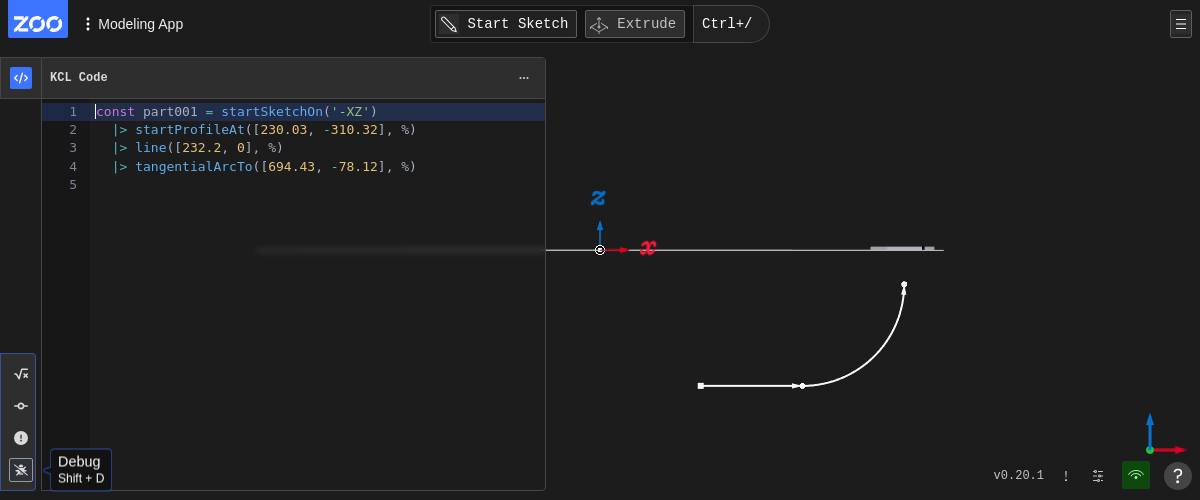 ZOO
Modeling App
Start Sketch
Extrude
Ctrl+/
KCL Code
1 const part001 = startSketchOn('-XZ')
2 |> startProfileAt([230.03, -310.32], %)
3 |> line([232.2, 0], %)
4 |> tangentialArcTo([694.43, -78.12], %)
5
z
x
Debug
Shift + D
v0.20.1
!
?